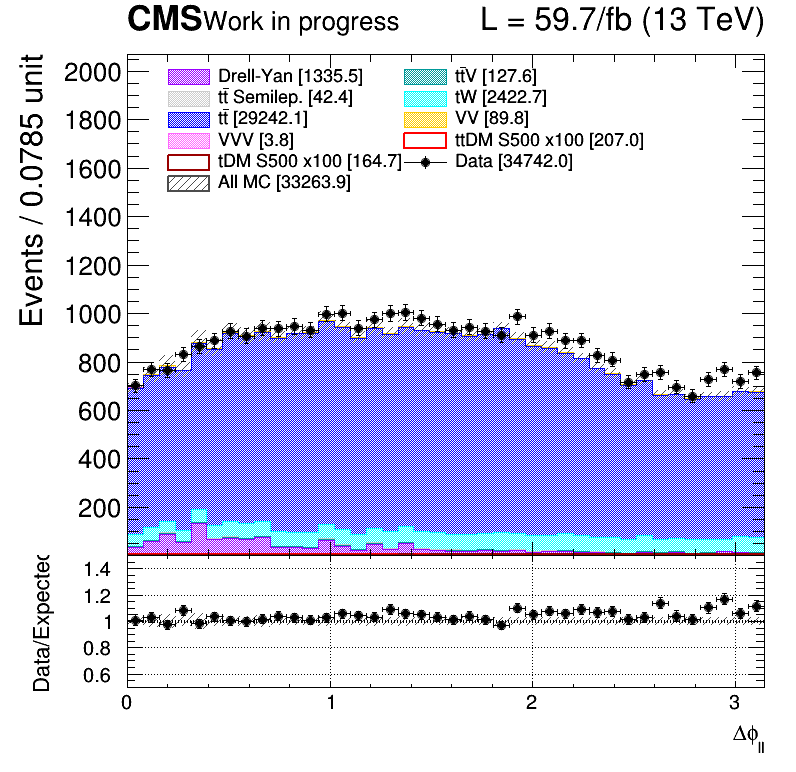 CMS Work in progress L = 59.7/fb (13 TeV)
Events / 0.0785 unit
2000
1800
1600
1400
1200
1000
800
600
400
200
Drell-Yan [1335.5] tt̄V [127.6]
tt̄ Semilep. [42.4] tW [2422.7]
tt̄ [29242.1] VV [89.8]
VVV [3.8] ttDM S500 x100 [207.0]
tDM S500 x100 [164.7] Data [34742.0]
All MC [33263.9]
Data/Expected
1.4
1.2
1
0.8
0.6
0 1 2 3
Δϕll